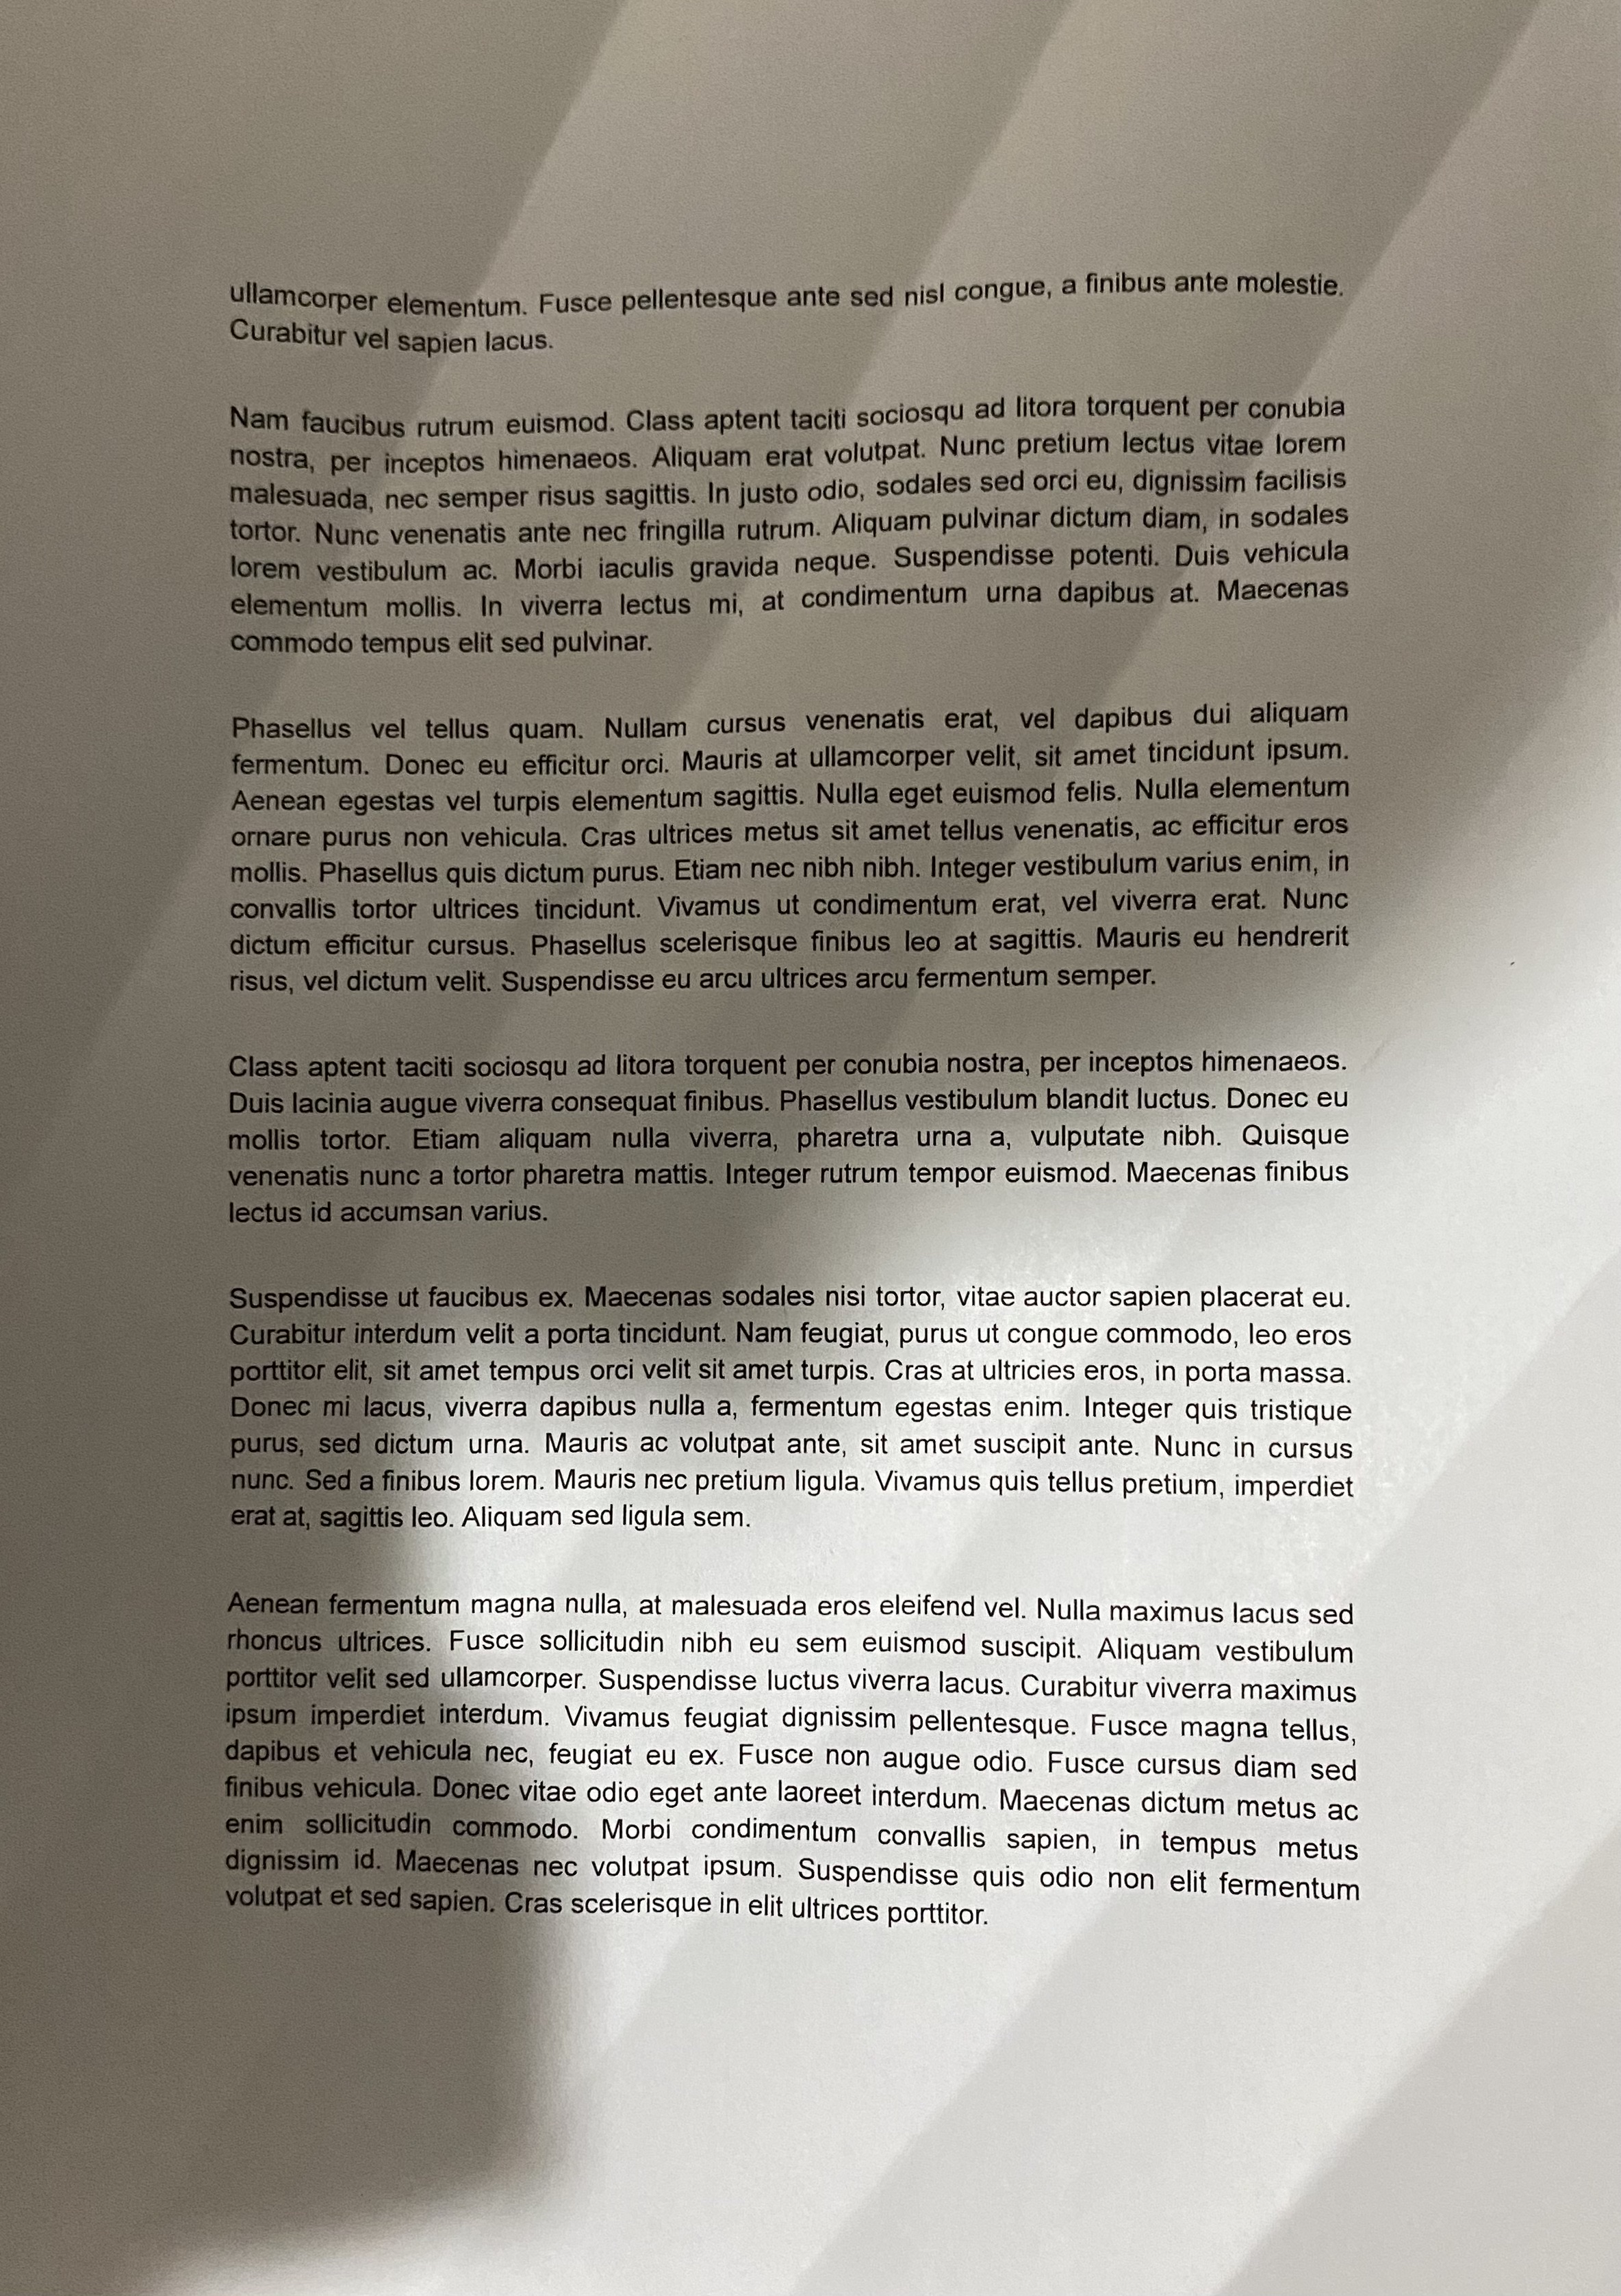 ullamcorper elementum. Fusce pellentesque ante sed nisl congue, a finibus ante molestie.
Curabitur vel sapien lacus.
Nam faucibus rutrum euismod. Class aptent taciti sociosqu ad litora torquent per conubia
nostra, per inceptos himenaeos. Aliquam erat volutpat. Nunc pretium lectus vitae lorem
malesuada, nec semper risus sagittis. In justo odio, sodales sed orci eu, dignissim facilisis
tortor. Nunc venenatis ante nec fringilla rutrum. Aliquam pulvinar dictum diam, in sodales
lorem vestibulum ac. Morbi iaculis gravida neque. Suspendisse potenti. Duis vehicula
elementum mollis. In viverra lectus mi, at condimentum urna dapibus at. Maecenas
commodo tempus elit sed pulvinar.
Phasellus vel tellus quam. Nullam cursus venenatis erat, vel dapibus dui aliquam
fermentum. Donec eu efficitur orci. Mauris at ullamcorper velit, sit amet tincidunt ipsum.
Aenean egestas vel turpis elementum sagittis. Nulla eget euismod felis. Nulla elementum
ornare purus non vehicula. Cras ultrices metus sit amet tellus venenatis, ac efficitur eros
mollis. Phasellus quis dictum purus. Etiam nec nibh nibh. Integer vestibulum varius enim, in
convallis tortor ultrices tincidunt. Vivamus ut condimentum erat, vel viverra erat. Nunc
dictum efficitur cursus. Phasellus scelerisque finibus leo at sagittis. Mauris eu hendrerit
risus, vel dictum velit. Suspendisse eu arcu ultrices arcu fermentum semper.
Class aptent taciti sociosqu ad litora torquent per conubia nostra, per inceptos himenaeos.
Duis lacinia augue viverra consequat finibus. Phasellus vestibulum blandit luctus. Donec eu
mollis tortor. Etiam aliquam nulla viverra, pharetra urna a, vulputate nibh. Quisque
venenatis nunc a tortor pharetra mattis. Integer rutrum tempor euismod. Maecenas finibus
lectus id accumsan varius.
Suspendisse ut faucibus ex. Maecenas sodales nisi tortor, vitae auctor sapien placerat eu.
Curabitur interdum velit a porta tincidunt. Nam feugiat, purus ut congue commodo, leo eros
porttitor elit, sit amet tempus orci velit sit amet turpis. Cras at ultricies eros, in porta massa.
Donec mi lacus, viverra dapibus nulla a, fermentum egestas enim. Integer quis tristique
purus, sed dictum urna. Mauris ac volutpat ante, sit amet suscipit ante. Nunc in cursus
nunc. Sed a finibus lorem. Mauris nec pretium ligula. Vivamus quis tellus pretium, imperdiet
erat at, sagittis leo. Aliquam sed ligula sem.
Aenean fermentum magna nulla, at malesuada eros eleifend vel. Nulla maximus lacus sed
rhoncus ultrices. Fusce sollicitudin nibh eu sem euismod suscipit. Aliquam vestibulum
porttitor velit sed ullamcorper. Suspendisse luctus viverra lacus. Curabitur viverra maximus
ipsum imperdiet interdum. Vivamus feugiat dignissim pellentesque. Fusce magna tellus,
dapibus et vehicula nec, feugiat eu ex. Fusce non augue odio. Fusce cursus diam sed
finibus vehicula. Donec vitae odio eget ante laoreet interdum. Maecenas dictum metus ac
enim sollicitudin commodo. Morbi condimentum convallis sapien, in tempus metus
dignissim id. Maecenas nec volutpat ipsum. Suspendisse quis odio non elit fermentum
volutpat et sed sapien. Cras scelerisque in elit ultrices porttitor.